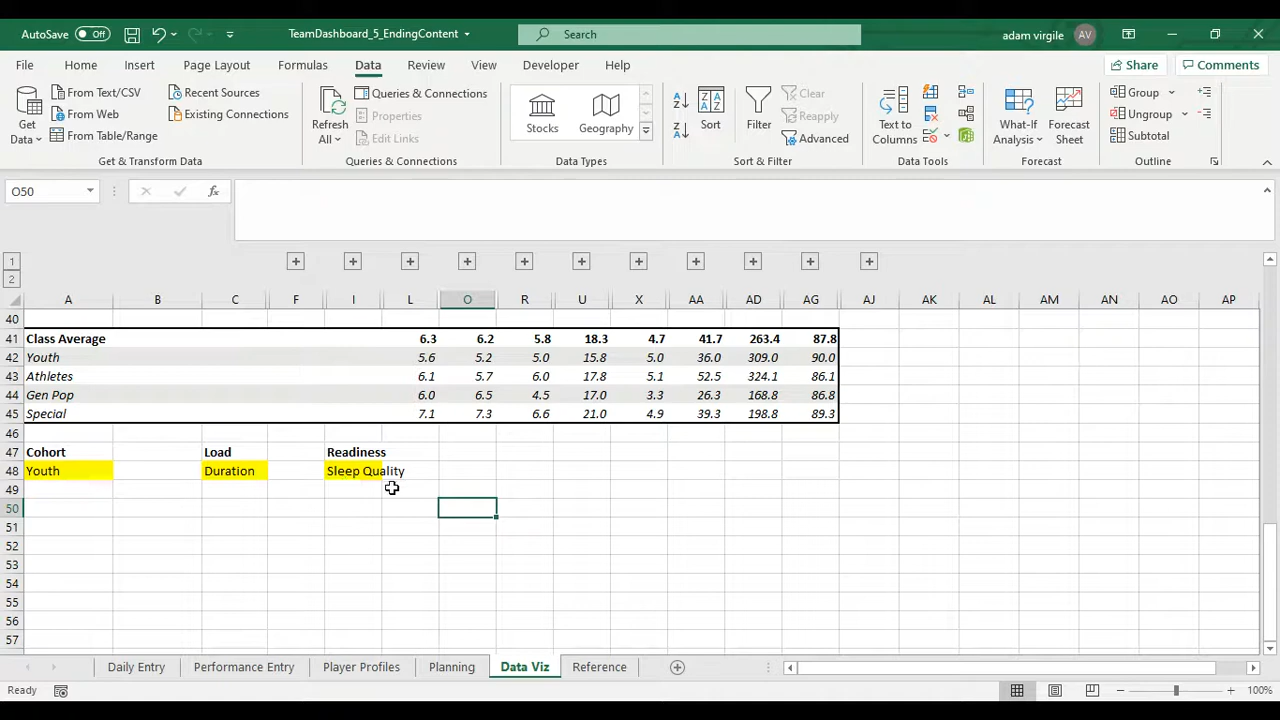 AutoSave Off TeamDashboard_5_EndingContent Search adam virgile AV
File Home Insert Page Layout Formulas Data Review View Developer Help Share Comments
Get Data From Text/CSV From Web From Table/Range Recent Sources Existing Connections
Get & Transform Data
Refresh All Queries & Connections Properties Edit Links
Queries & Connections
Stocks Geography
Data Types
Sort Filter Clear Reapply Advanced
Sort & Filter
Text to Columns
Data Tools
What-If Analysis Forecast Sheet
Forecast
Group Ungroup Subtotal
Outline
O50 fx
1
2
A B C F I L O R U X AA AD AG AJ AK AL AM AN AO AP
40
41 Class Average 6.3 6.2 5.8 18.3 4.7 41.7 263.4 87.8
42 Youth 5.6 5.2 5.0 15.8 5.0 36.0 309.0 90.0
43 Athletes 6.1 5.7 6.0 17.8 5.1 52.5 324.1 86.1
44 Gen Pop 6.0 6.5 4.5 17.0 3.3 26.3 168.8 86.8
45 Special 7.1 7.3 6.6 21.0 4.9 39.3 198.8 89.3
46
47 Cohort Load Readiness
48 Youth Duration Sleep Quality
49
50
51
52
53
54
55
56
57
Daily Entry Performance Entry Player Profiles Planning Data Viz Reference
Ready 100%